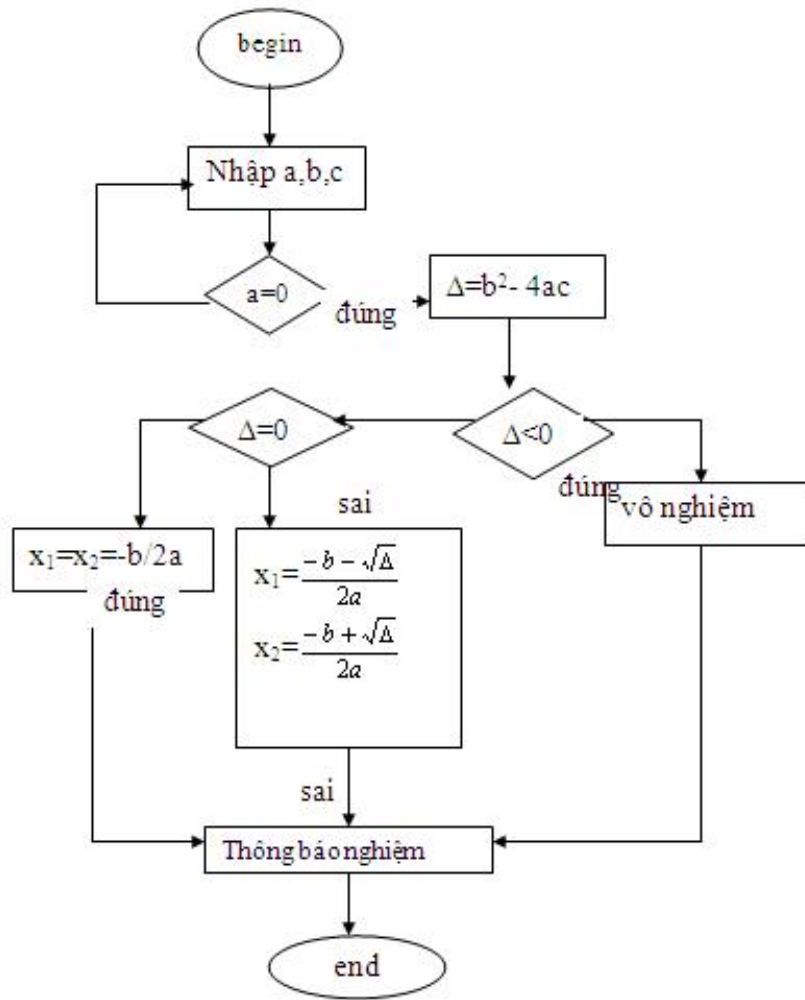 begin
Nhập a,b,c
a=0
đúng
Δ=b²- 4ac
Δ=0
Δ<0
sai
đúng
vô nghiệm
x₁=x₂=-b/2a
đúng
x₁=(-b-√Δ)/2a
x₂=(-b+√Δ)/2a
sai
Thông báo nghiệm
end